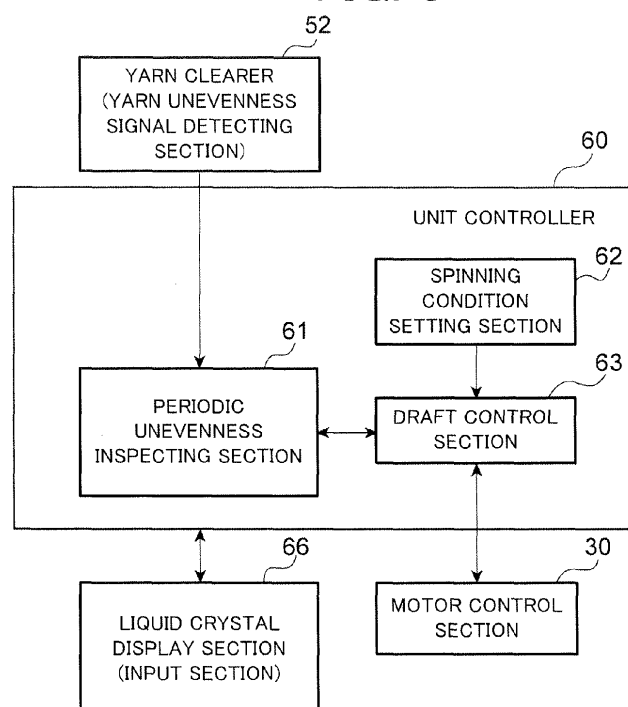 52
YARN CLEARER
(YARN UNEVENNESS
SIGNAL DETECTING
SECTION)
60
UNIT CONTROLLER
62
SPINNING
CONDITION
SETTING SECTION
61
PERIODIC
UNEVENNESS
INSPECTING SECTION
63
DRAFT CONTROL
SECTION
66
LIQUID CRYSTAL
DISPLAY SECTION
(INPUT SECTION)
30
MOTOR CONTROL
SECTION